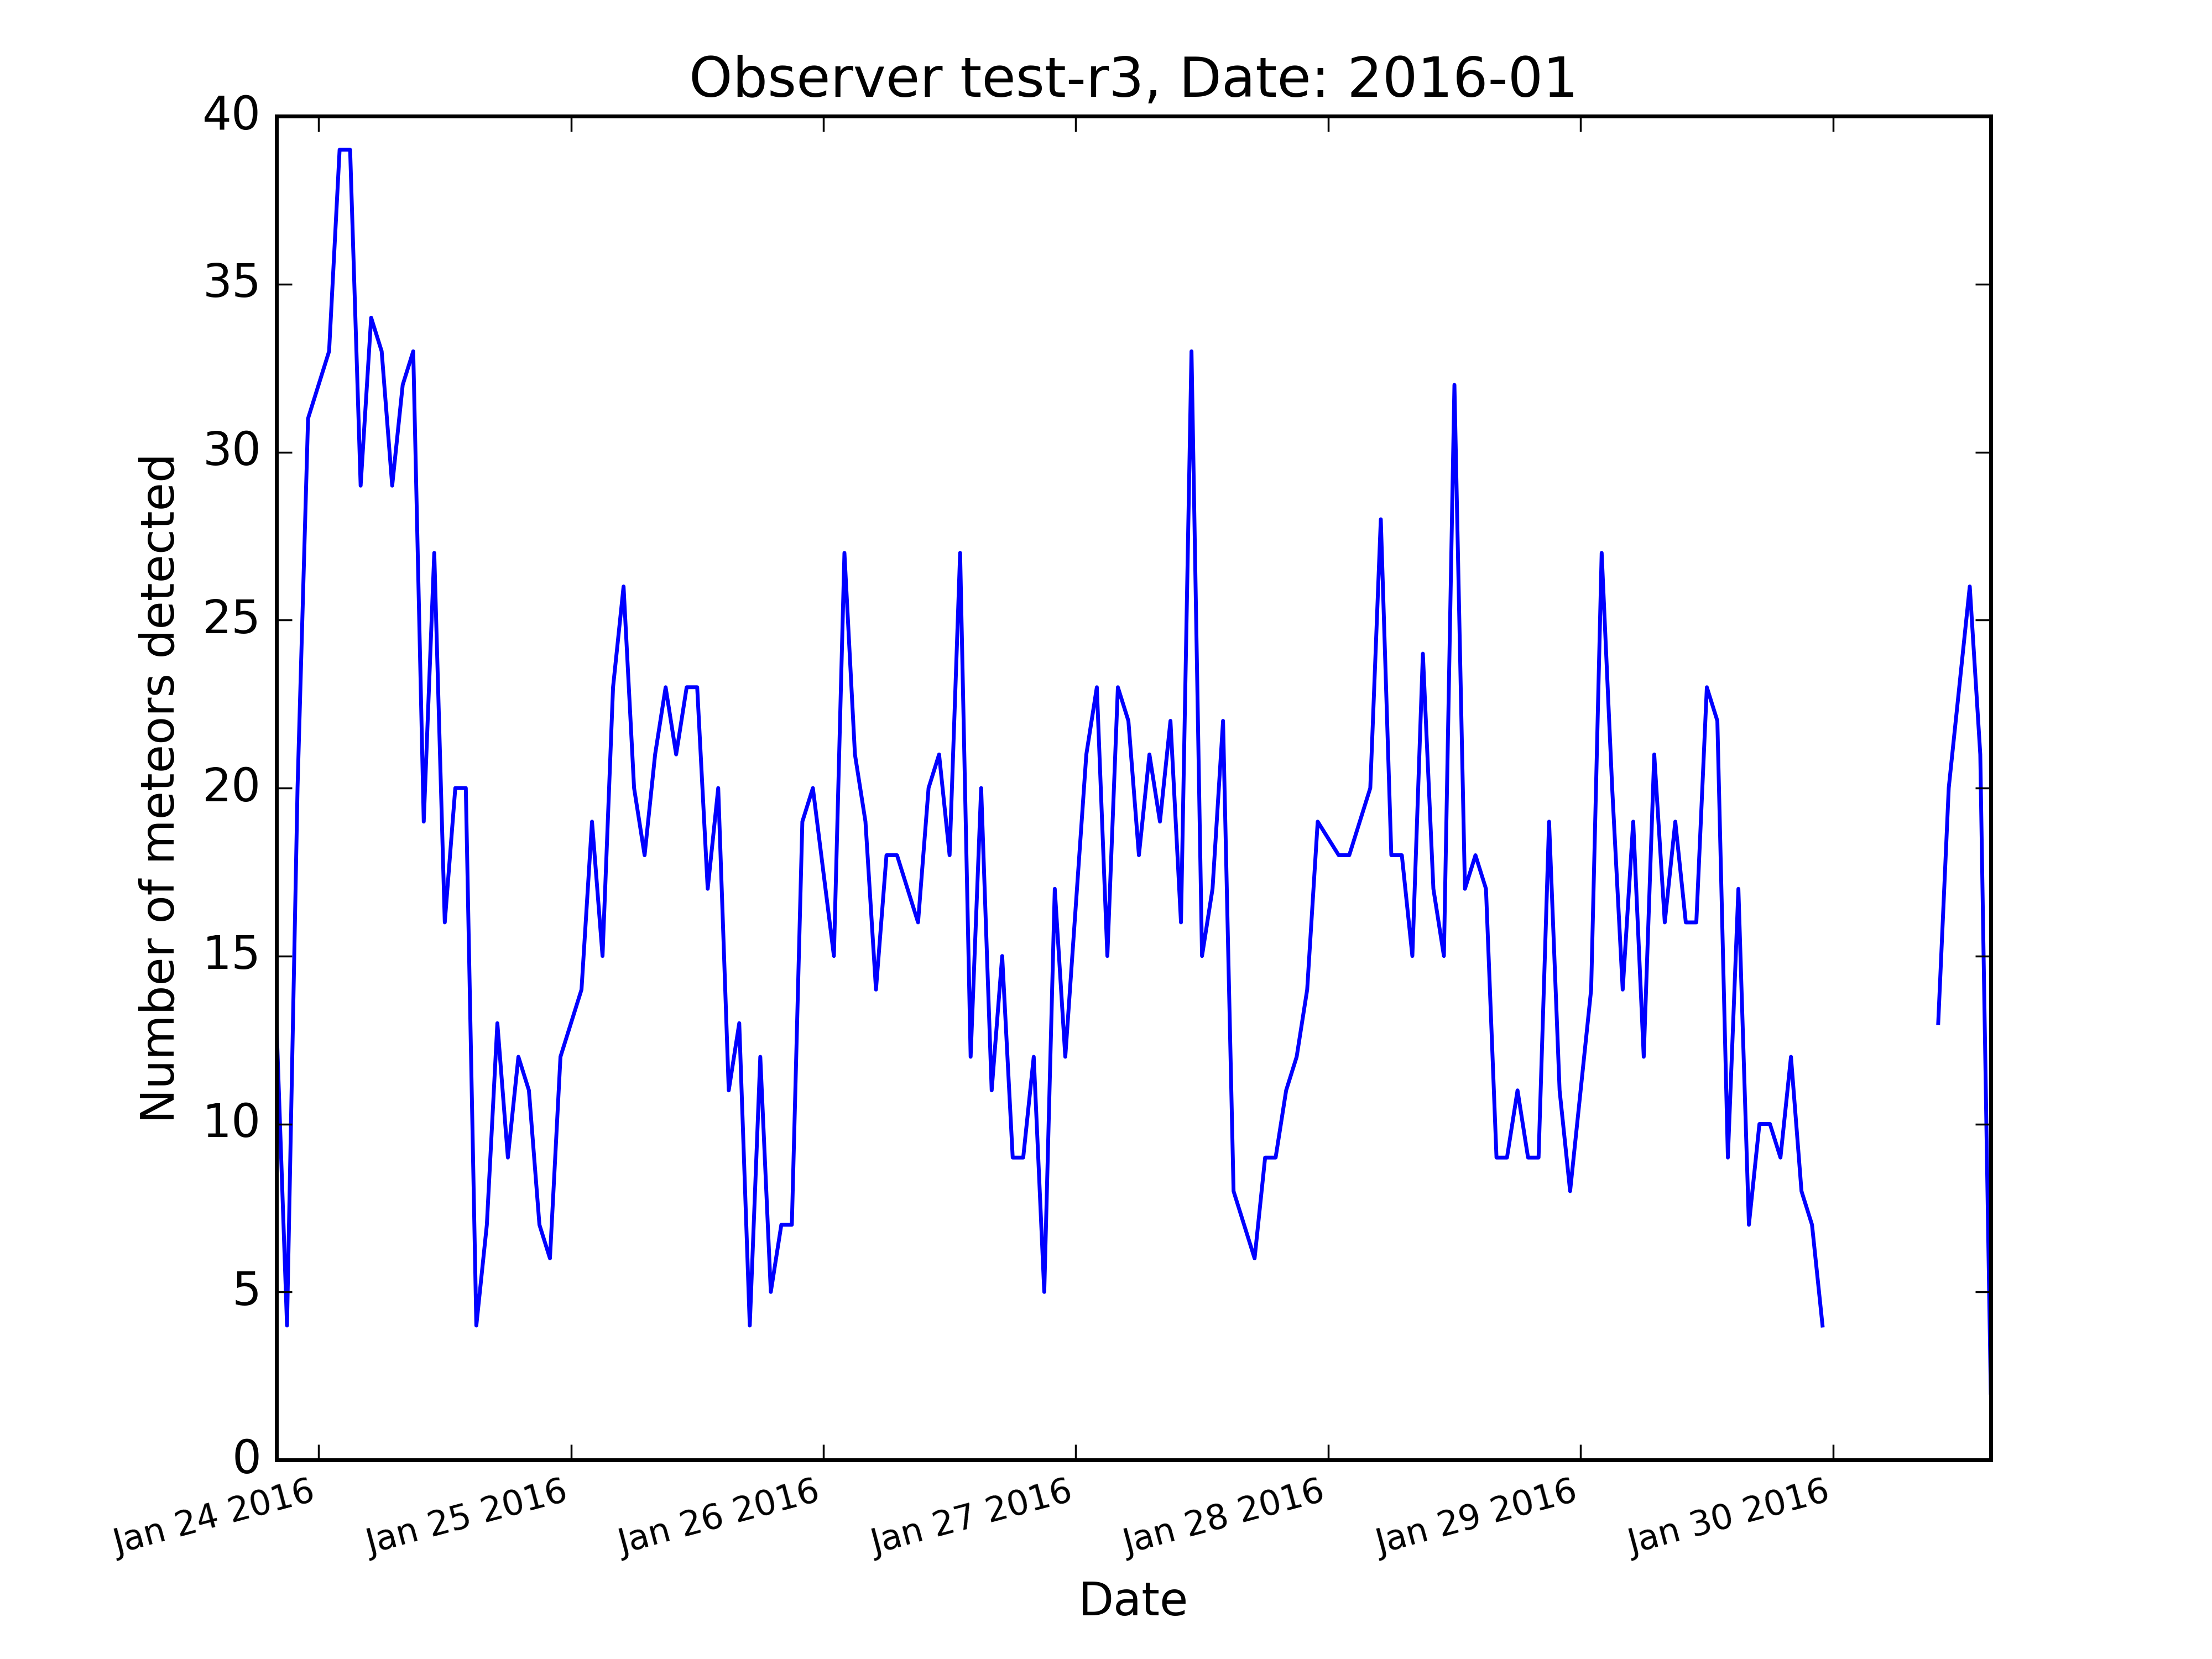 Observer test-r3, Date: 2016-01
Number of meteors detected
40
35
30
25
20
15
10
5
0
Jan 24 2016
Jan 25 2016
Jan 26 2016
Jan 27 2016
Jan 28 2016
Jan 29 2016
Jan 30 2016
Date